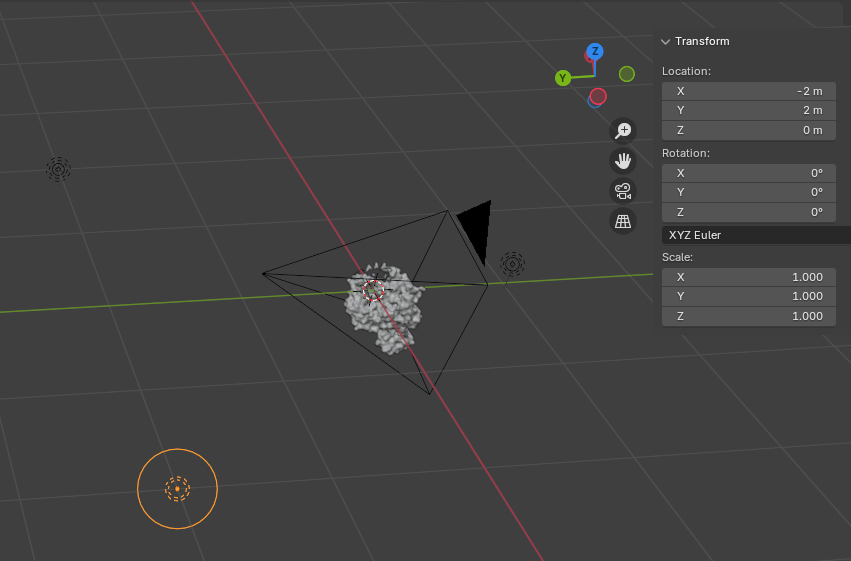 Z
Y
Transform
Location:
X -2 m
Y 2 m
Z 0 m
Rotation:
X 0°
Y 0°
Z 0°
XYZ Euler
Scale:
X 1.000
Y 1.000
Z 1.000